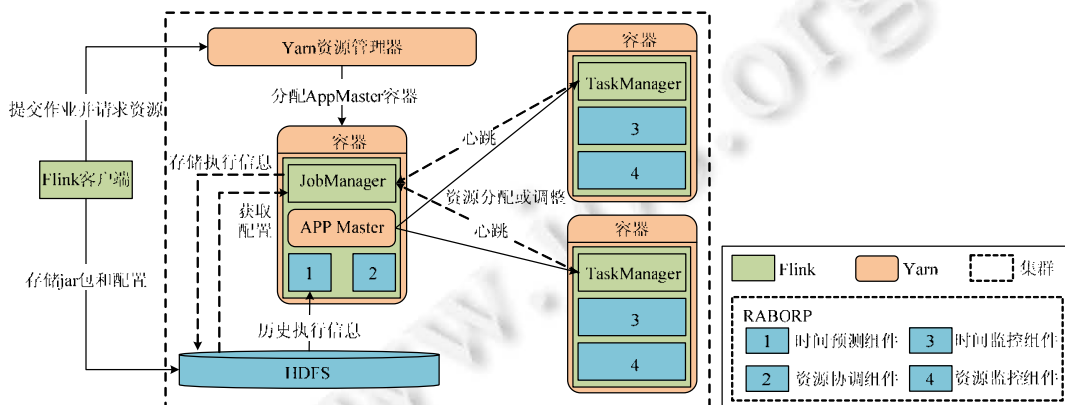 Yarn资源管理器
提交作业并请求资源
分配AppMaster容器
容器
存储执行信息
JobManager
Flink客户端
获取
配置
APP Master
1
2
存储jar包和配置
历史执行信息
HDFS
心跳
资源分配或调整
心跳
容器
TaskManager
3
4
容器
TaskManager
3
4
Flink
Yarn
集群
RABORP
1 时间预测组件
3 时间监控组件
2 资源协调组件
4 资源监控组件